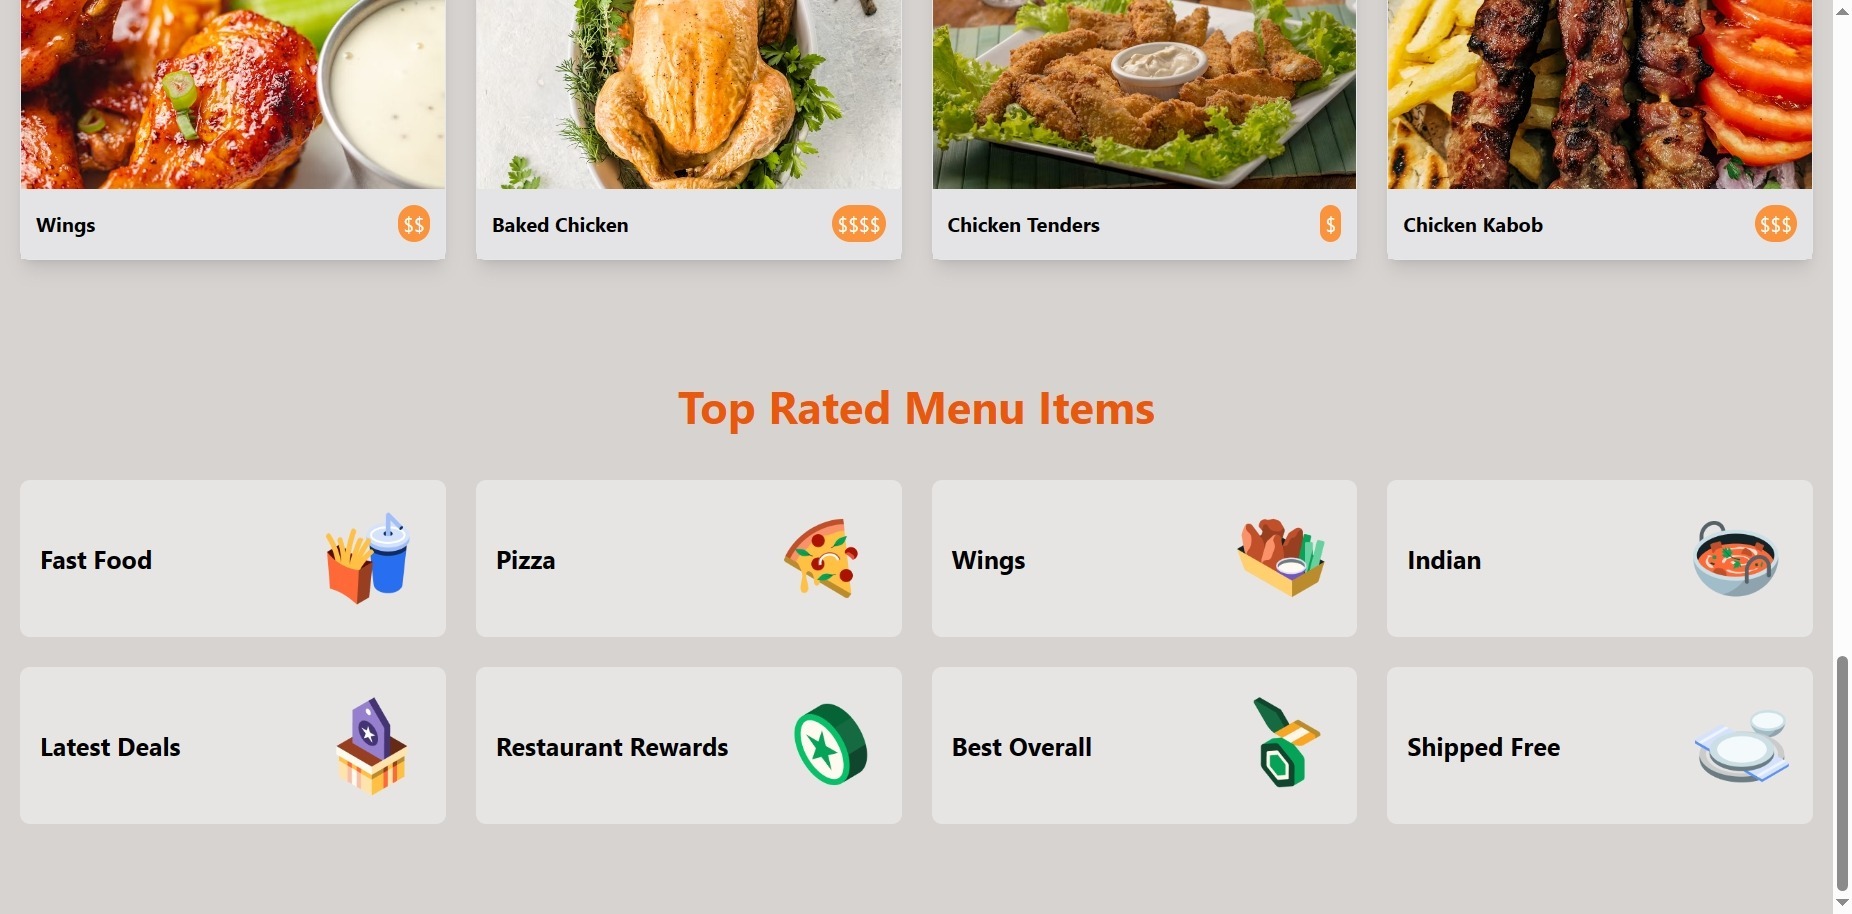 Wings $$
Baked Chicken $$$$
Chicken Tenders $
Chicken Kabob $$$
Top Rated Menu Items
Fast Food
Pizza
Wings
Indian
Latest Deals
Restaurant Rewards
Best Overall
Shipped Free